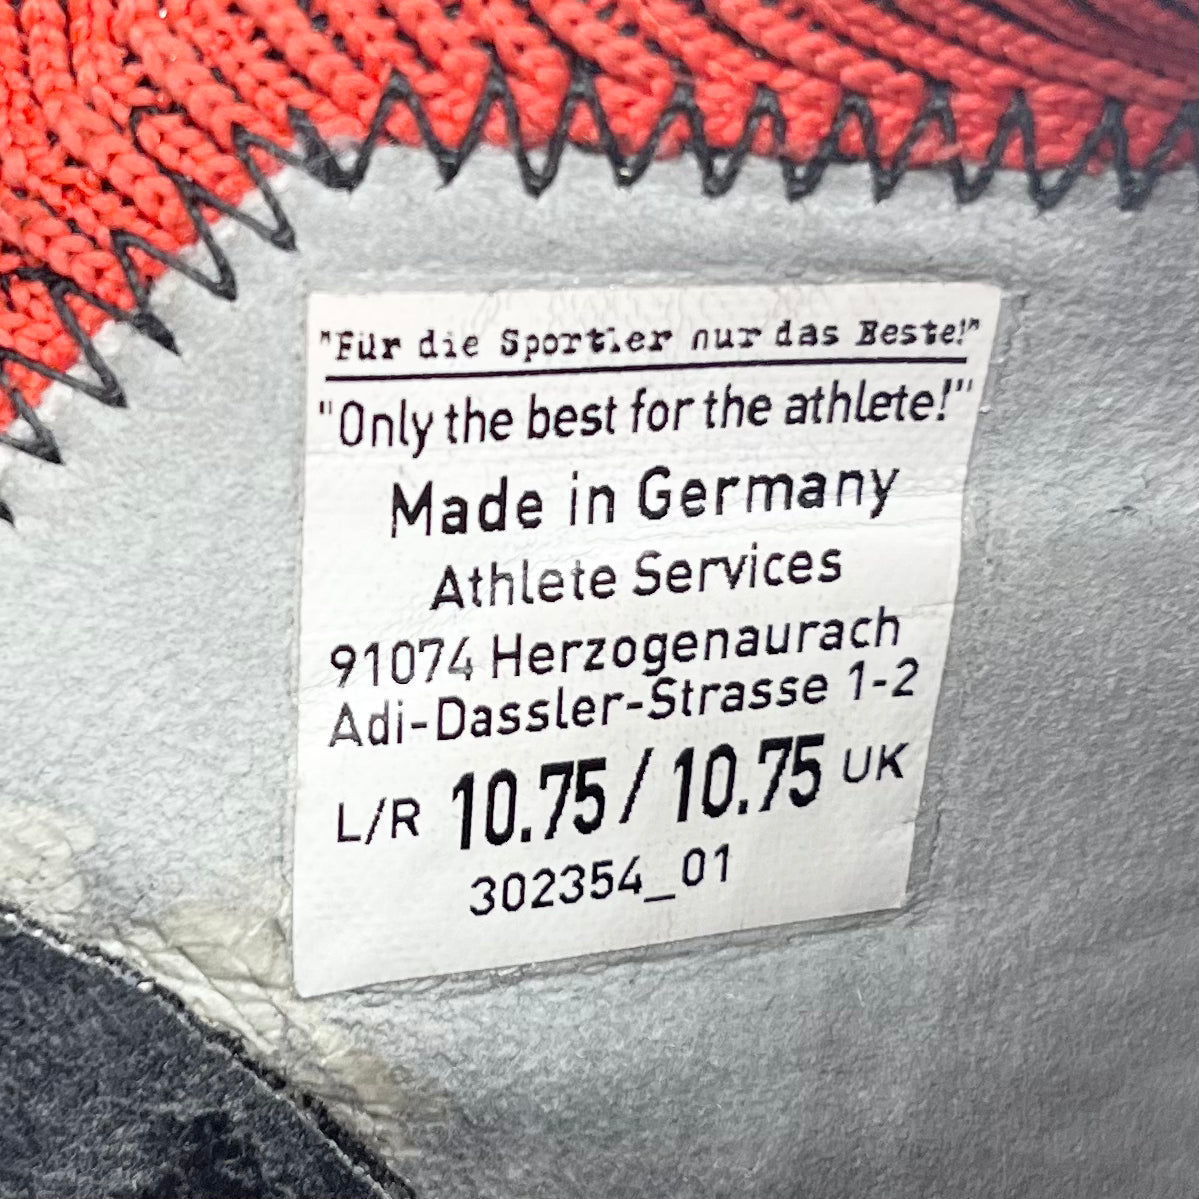 "Für die Sportler nur das Beste!"
"Only the best for the athlete!"
Made in Germany
Athlete Services
91074 Herzogenaurach
Adi-Dassler-Strasse 1-2
L/R 10.75 / 10.75 UK
302354_01